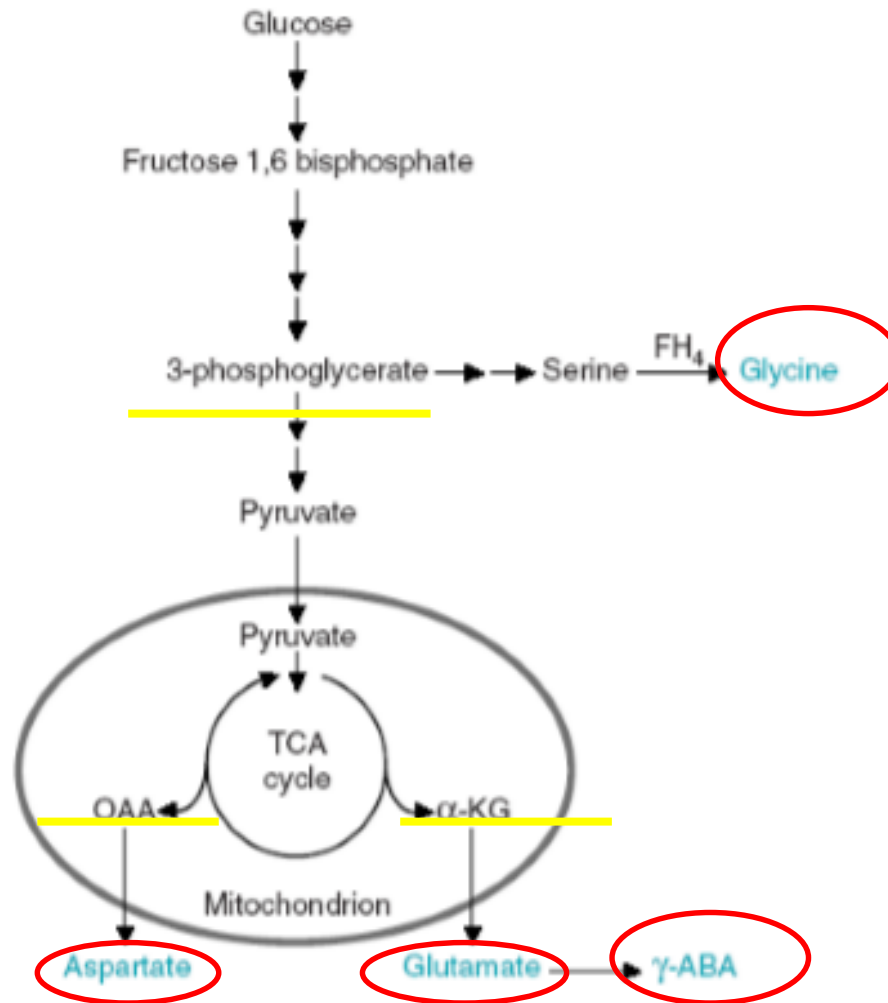 Glucose
Fructose 1,6 bisphosphate
3-phosphoglycerate
Serine
FH₄
Glycine
Pyruvate
Pyruvate
TCA
cycle
OAA
α-KG
Mitochondrion
Aspartate
Glutamate
γ-ABA